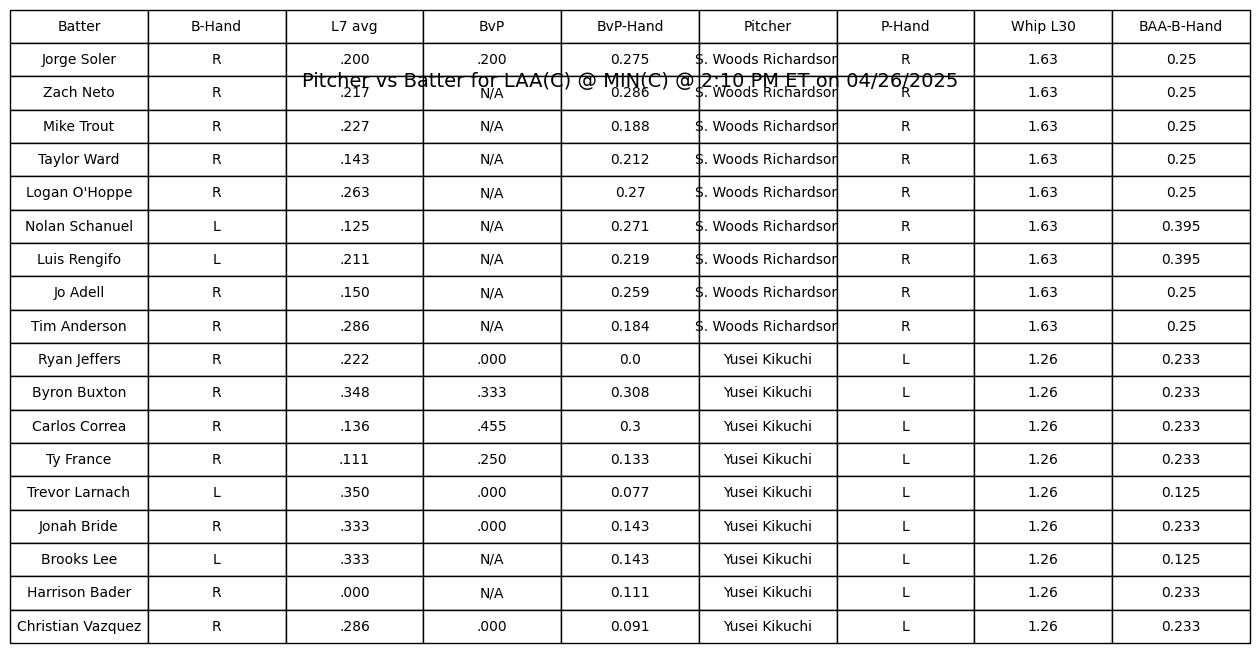 Batter B-Hand L7 avg BvP BvP-Hand Pitcher P-Hand Whip L30 BAA-B-Hand
Jorge Soler R .200 .200 0.275 S. Woods Richardson R 1.63 0.25
Pitcher vs Batter for LAA(C) @ MIN(C) @ 2:10 PM ET on 04/26/2025
Zach Neto R .217 N/A 0.286 S. Woods Richardson R 1.63 0.25
Mike Trout R .227 N/A 0.188 S. Woods Richardson R 1.63 0.25
Taylor Ward R .143 N/A 0.212 S. Woods Richardson R 1.63 0.25
Logan O'Hoppe R .263 N/A 0.27 S. Woods Richardson R 1.63 0.25
Nolan Schanuel L .125 N/A 0.271 S. Woods Richardson R 1.63 0.395
Luis Rengifo L .211 N/A 0.219 S. Woods Richardson R 1.63 0.395
Jo Adell R .150 N/A 0.259 S. Woods Richardson R 1.63 0.25
Tim Anderson R .286 N/A 0.184 S. Woods Richardson R 1.63 0.25
Ryan Jeffers R .222 .000 0.0 Yusei Kikuchi L 1.26 0.233
Byron Buxton R .348 .333 0.308 Yusei Kikuchi L 1.26 0.233
Carlos Correa R .136 .455 0.3 Yusei Kikuchi L 1.26 0.233
Ty France R .111 .250 0.133 Yusei Kikuchi L 1.26 0.233
Trevor Larnach L .350 .000 0.077 Yusei Kikuchi L 1.26 0.125
Jonah Bride R .333 .000 0.143 Yusei Kikuchi L 1.26 0.233
Brooks Lee L .333 N/A 0.143 Yusei Kikuchi L 1.26 0.125
Harrison Bader R .000 N/A 0.111 Yusei Kikuchi L 1.26 0.233
Christian Vazquez R .286 .000 0.091 Yusei Kikuchi L 1.26 0.233